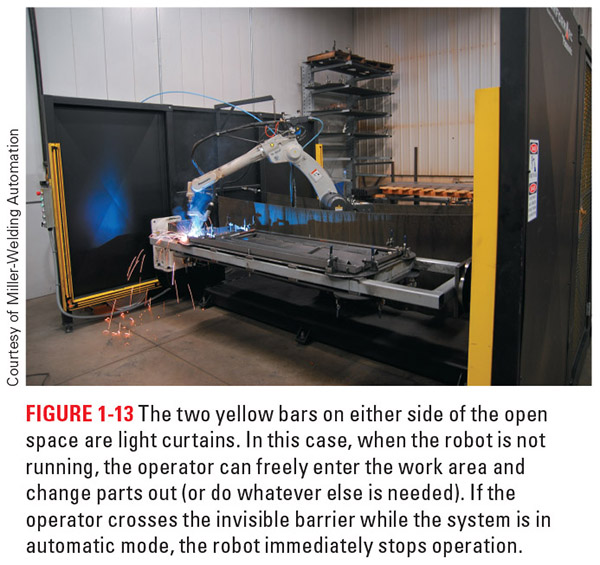 Courtesy of Miller-Welding Automation
FIGURE 1-13 The two yellow bars on either side of the open
space are light curtains. In this case, when the robot is not
running, the operator can freely enter the work area and
change parts out (or do whatever else is needed). If the
operator crosses the invisible barrier while the system is in
automatic mode, the robot immediately stops operation.